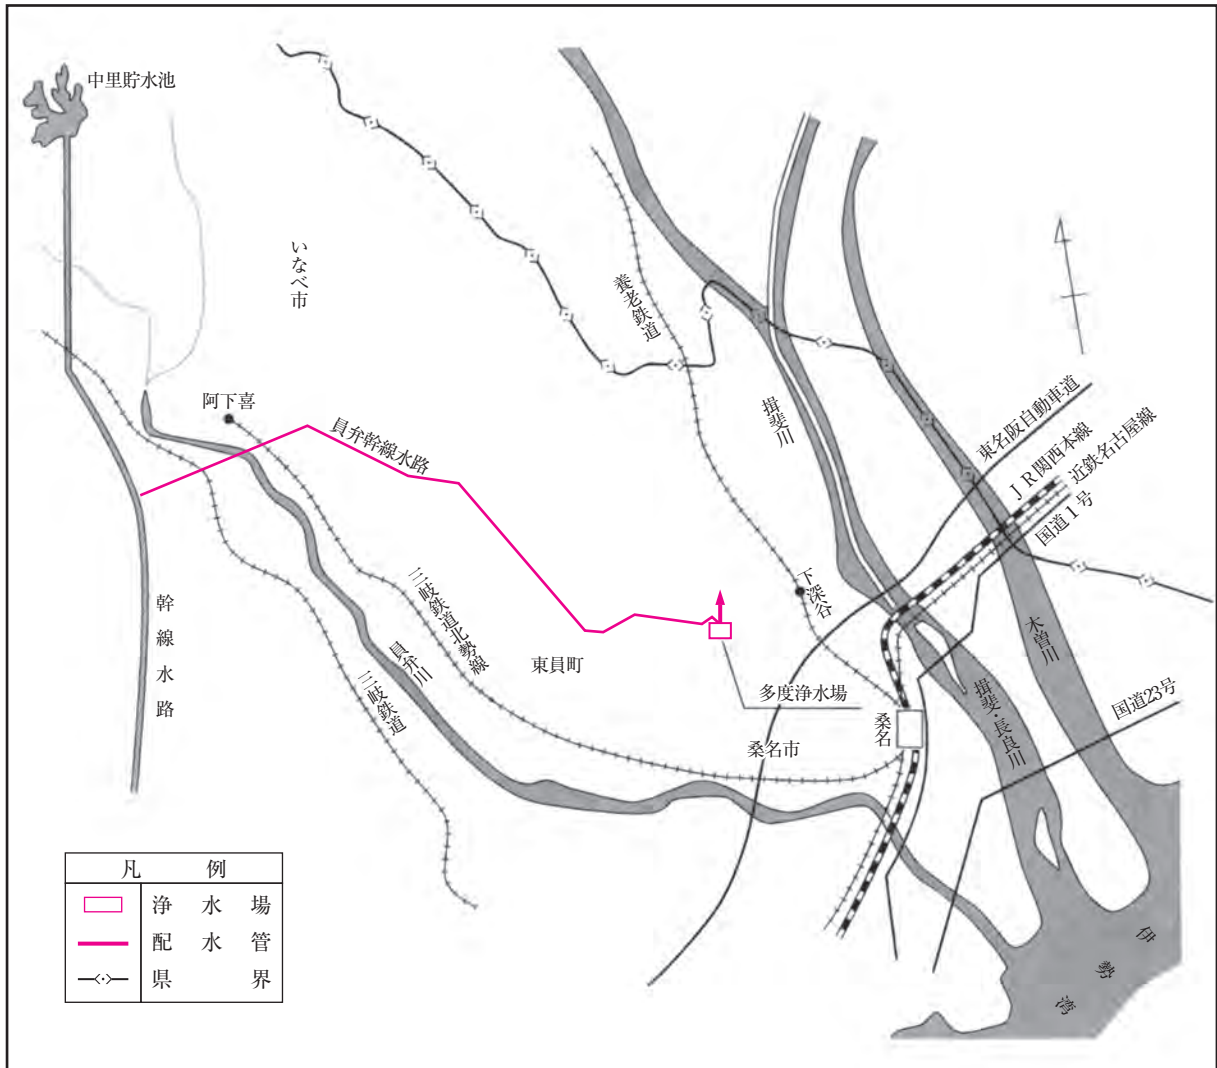 中里貯水池
いなべ市
養老鉄道
揖斐川
東名阪自動車道
JR関西本線
近鉄名古屋線
国道1号
阿下喜
員弁幹線水路
下深谷
木曽川
幹線水路
三岐鉄道北勢線
員弁川
三岐鉄道
東員町
多度浄水場
桑名
桑名市
揖斐・長良川
国道23号
伊勢湾
凡例
浄水場
配水管
県界